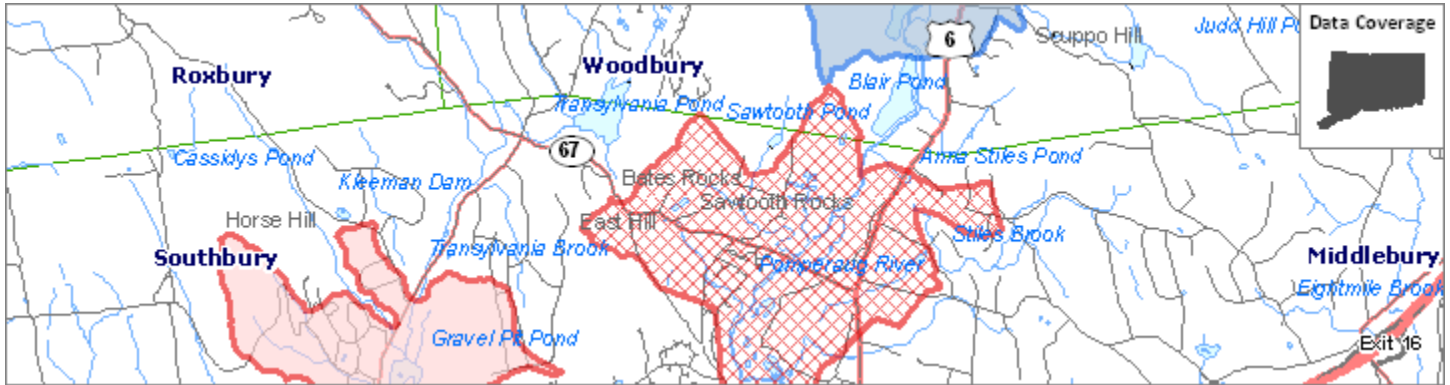 Data Coverage
6
Scuppo Hill
Roxbury
Woodbury
Blair Pond
Transylvania Pond
Sawtooth Pond
67
Cassidys Pond
Anna Stiles Pond
Kleeman Dam
Bates Rocks
Sawtooth Rocks
Horse Hill
East Hill
Stiles Brook
Transylvania Brook
Southbury
Pomperaug River
Middlebury
Eightmile Brook
Gravel Pit Pond
Exit 16
Judd Hill